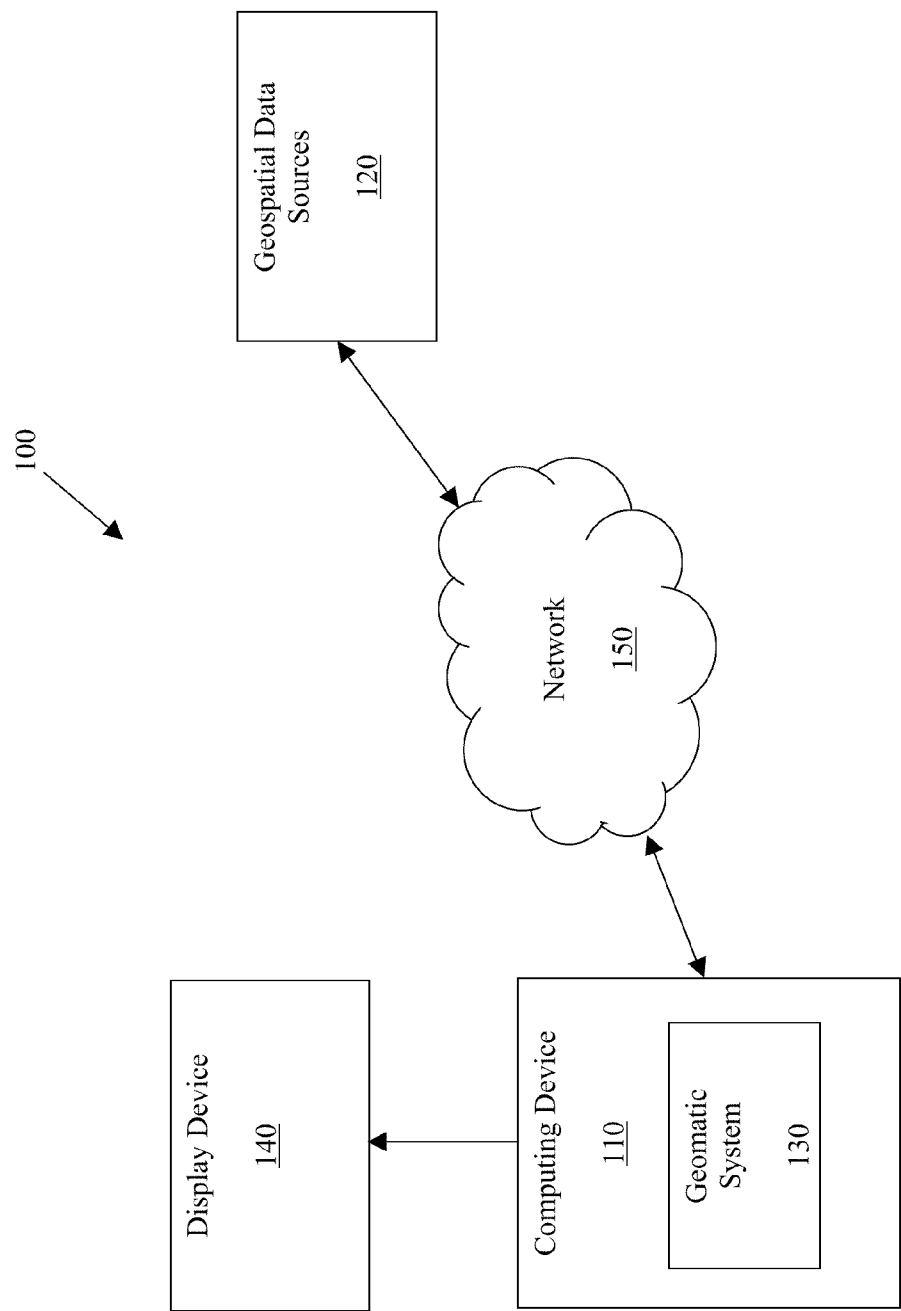 100
Display Device
140
Computing Device
110
Geomatic
System
130
Network
150
Geospatial Data
Sources
120